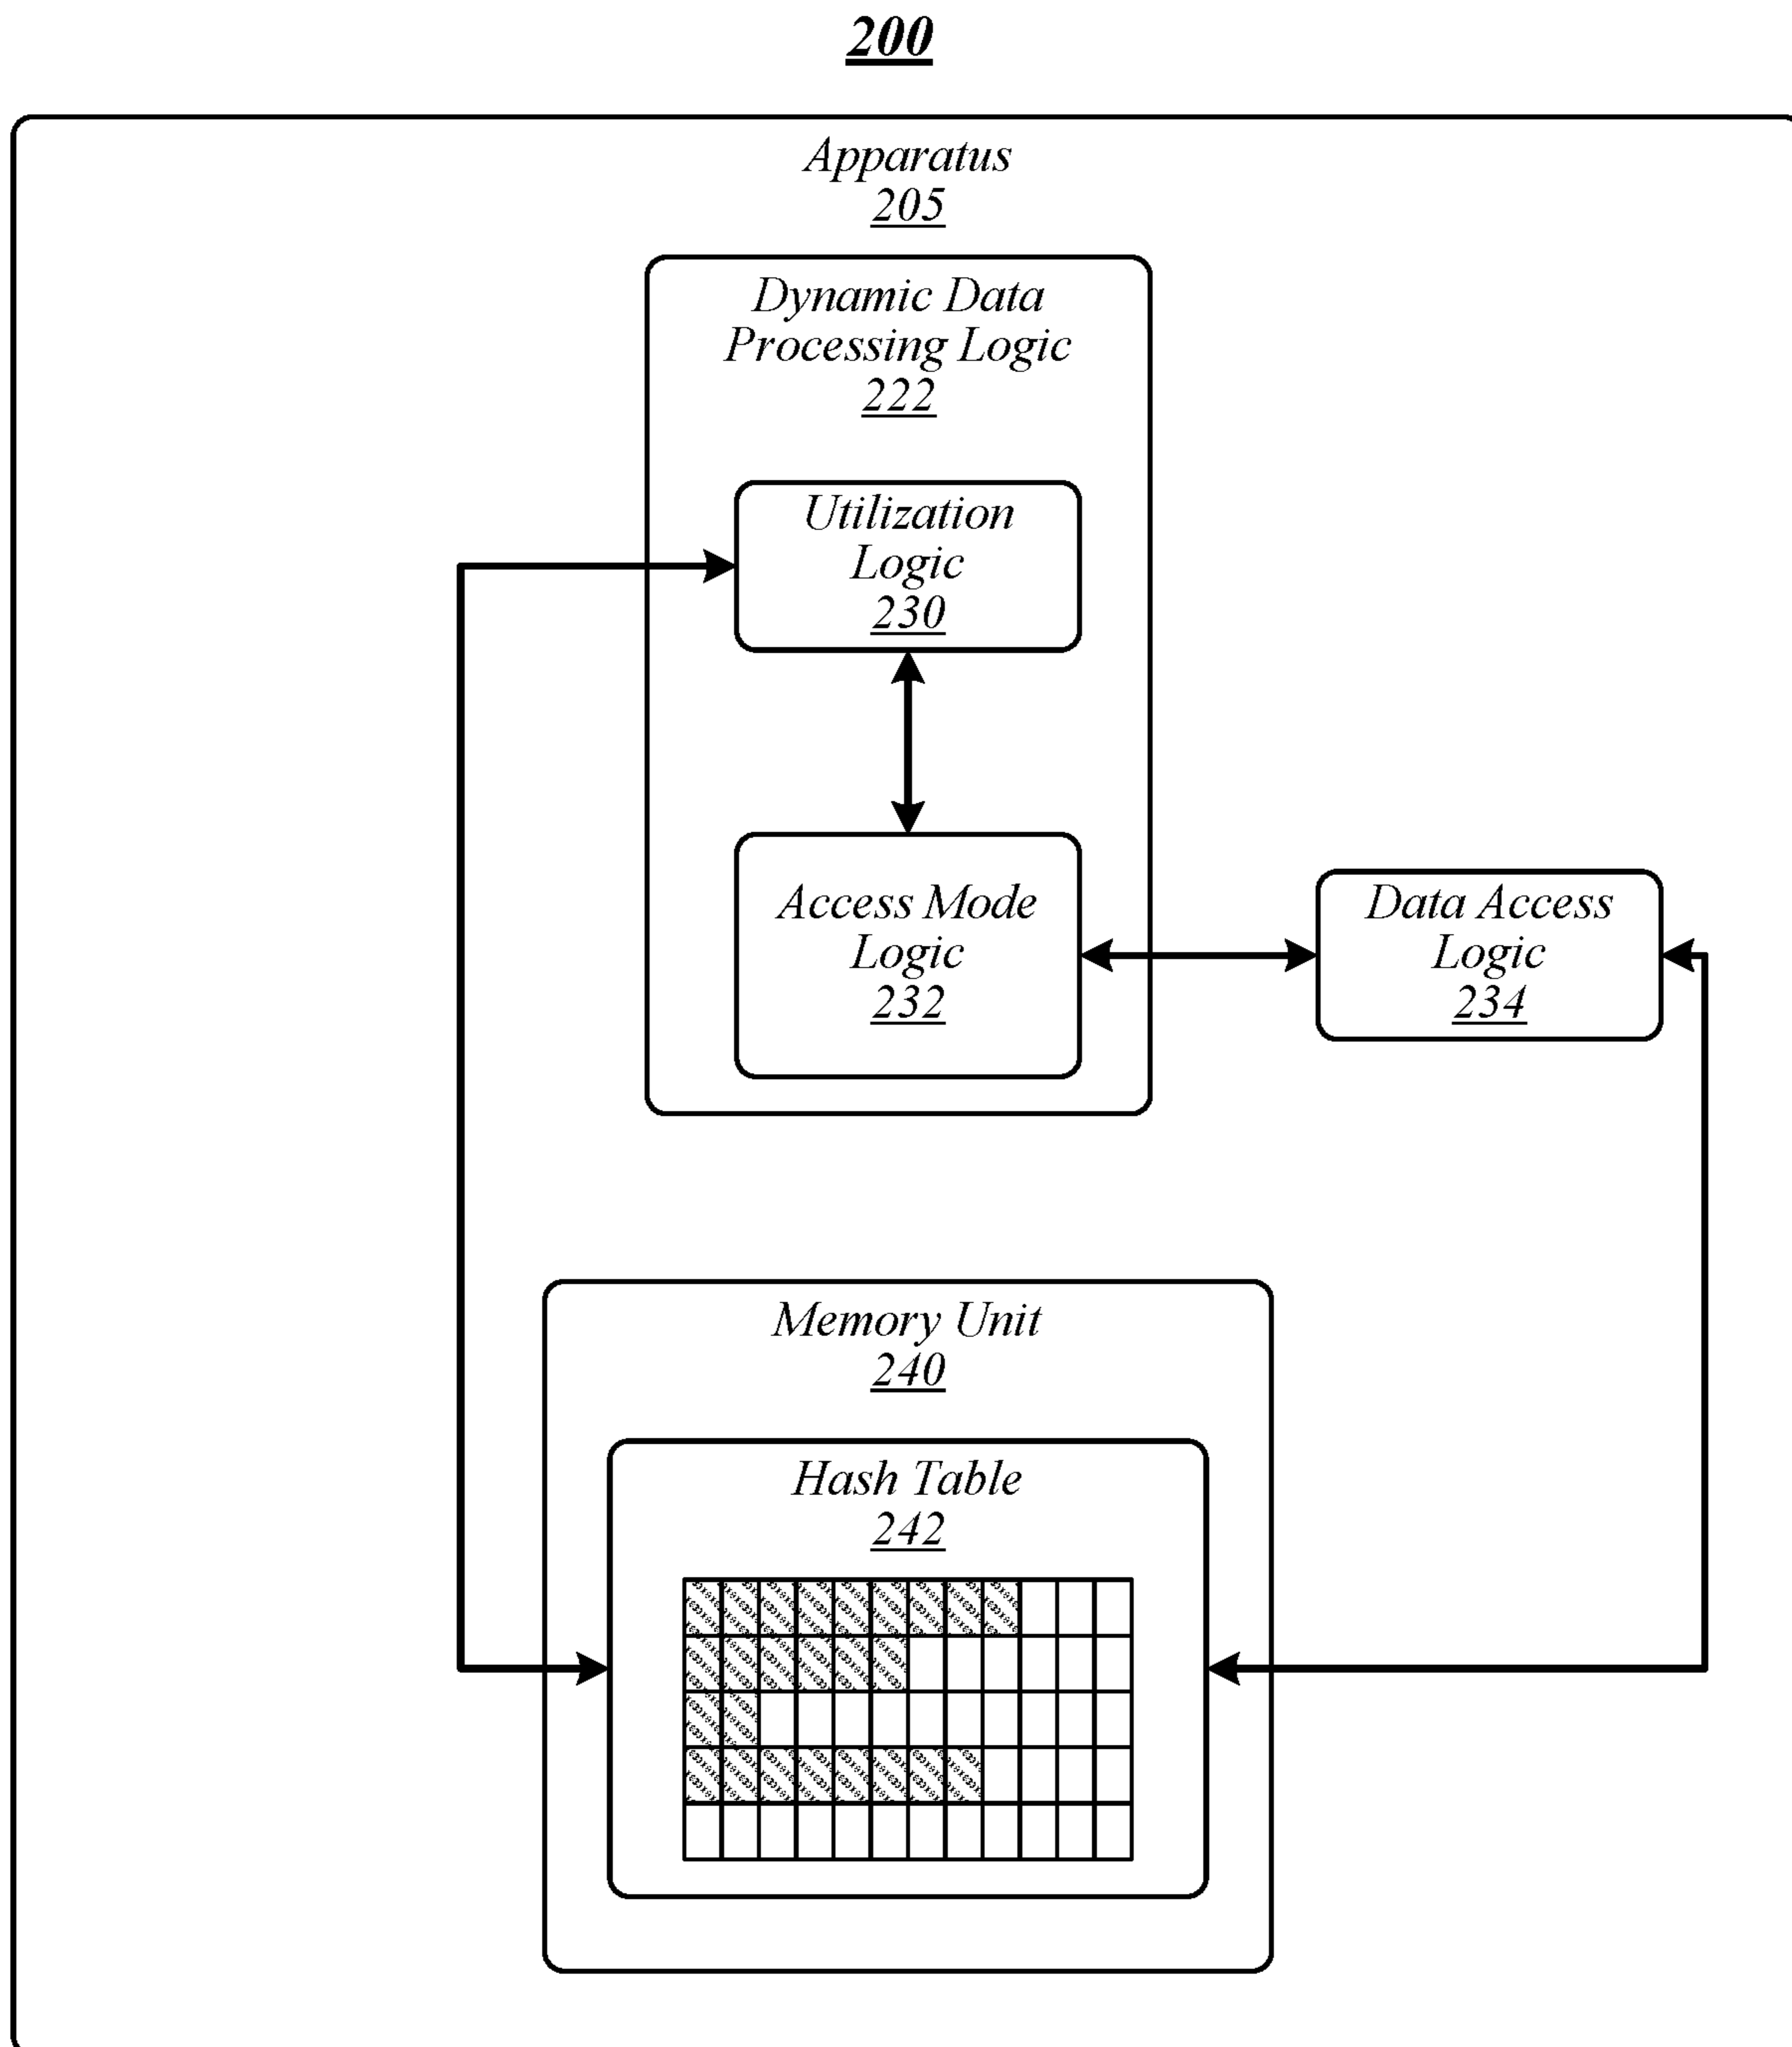 200
Apparatus
205
Dynamic Data
Processing Logic
222
Utilization
Logic
230
Access Mode
Logic
232
Data Access
Logic
234
Memory Unit
240
Hash Table
242